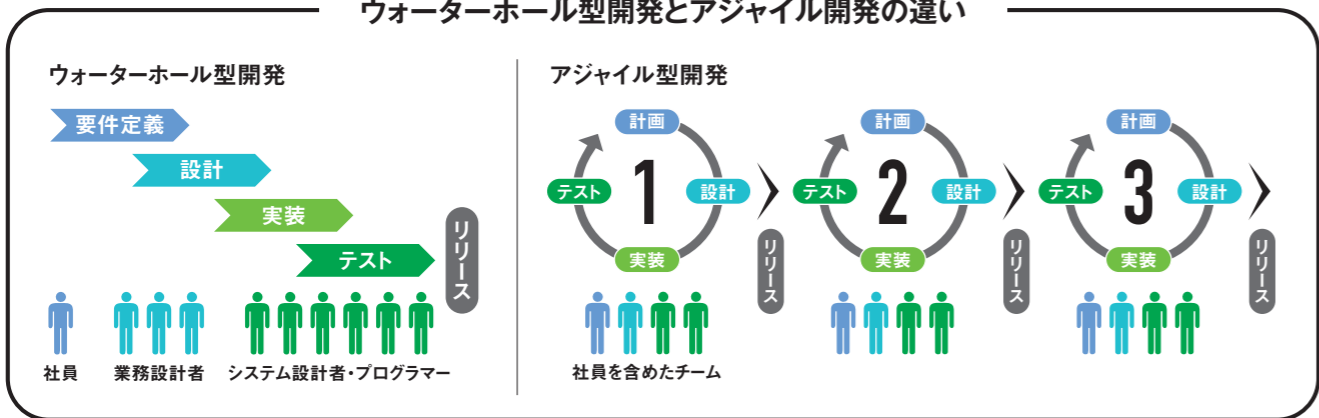 ウォーターホール型開発とアジャイル開発の違い
ウォーターホール型開発
要件定義
設計
実装
テスト
リリース
社員
業務設計者
システム設計者・プログラマー
アジャイル型開発
計画
テスト
1
設計
実装
リリース
社員を含めたチーム
計画
テスト
2
設計
実装
リリース
計画
テスト
3
設計
実装
リリース